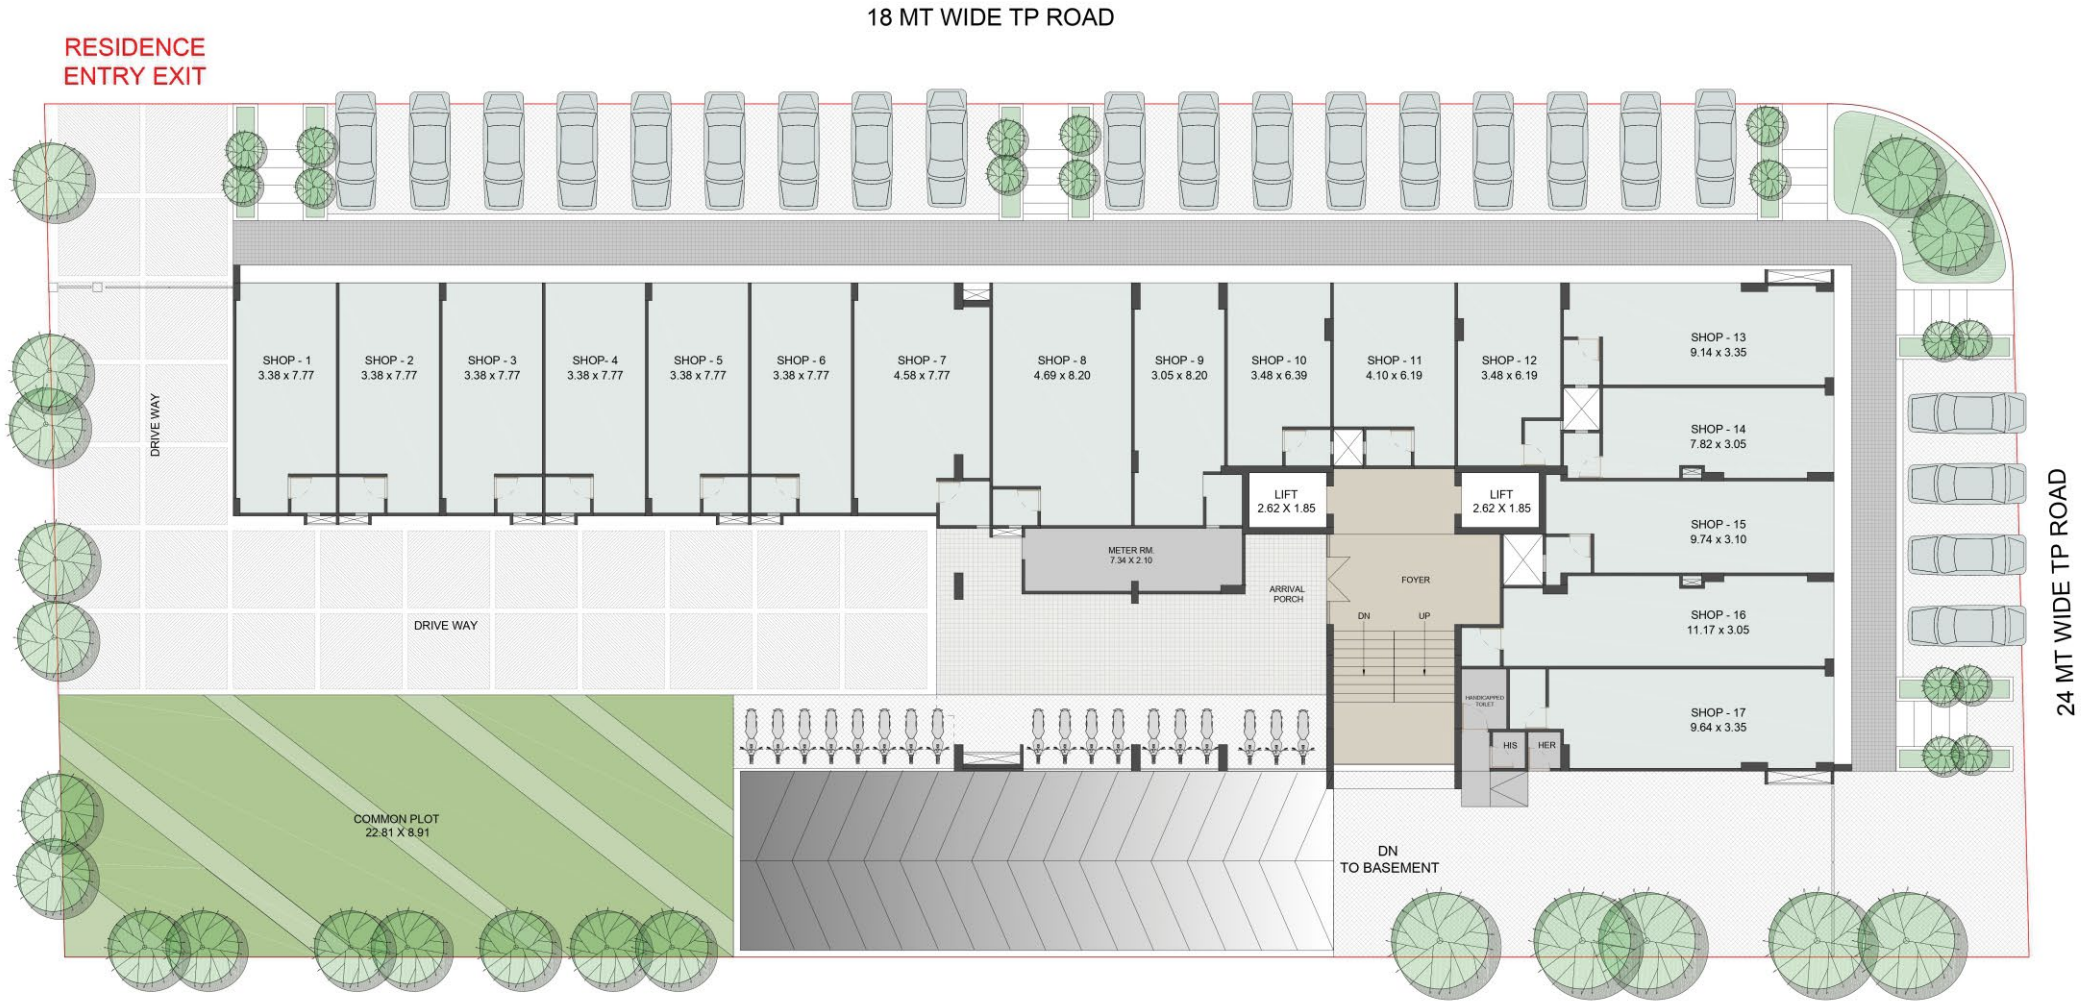 18 MT WIDE TP ROAD
RESIDENCE
ENTRY EXIT
SHOP - 1
3.38 x 7.77
SHOP - 2
3.38 x 7.77
SHOP - 3
3.38 x 7.77
SHOP- 4
3.38 x 7.77
SHOP - 5
3.38 x 7.77
SHOP - 6
3.38 x 7.77
SHOP - 7
4.58 x 7.77
SHOP - 8
4.69 x 8.20
SHOP - 9
3.05 x 8.20
SHOP - 10
3.48 x 6.39
SHOP - 11
4.10 x 6.19
SHOP - 12
3.48 x 6.19
SHOP - 13
9.14 x 3.35
SHOP - 14
7.82 x 3.05
SHOP - 15
9.74 x 3.10
SHOP - 16
11.17 x 3.05
SHOP - 17
9.64 x 3.35
LIFT
2.62 X 1.85
LIFT
2.62 X 1.85
METER RM.
7.34 X 2.10
ARRIVAL
PORCH
FOYER
DN
UP
HANDICAPPED
TOILET
HIS
HER
DRIVE WAY
DRIVE WAY
COMMON PLOT
22.81 X 8.91
DN
TO BASEMENT
24 MT WIDE TP ROAD